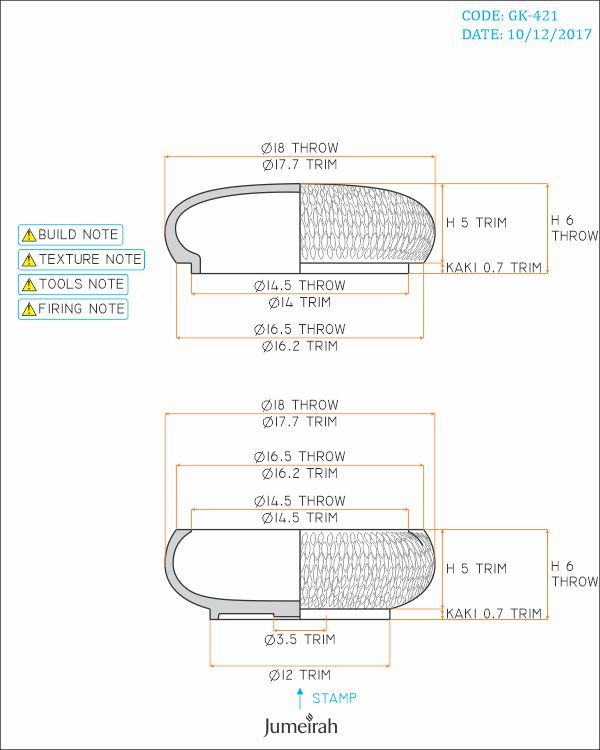 CODE: GK-421
DATE: 10/12/2017
Ø18 THROW
Ø17.7 TRIM
H 5 TRIM
H 6
THROW
BUILD NOTE
TEXTURE NOTE
TOOLS NOTE
FIRING NOTE
KAKI 0.7 TRIM
Ø14.5 THROW
Ø14 TRIM
Ø16.5 THROW
Ø16.2 TRIM
Ø18 THROW
Ø17.7 TRIM
Ø16.5 THROW
Ø16.2 TRIM
Ø14.5 THROW
Ø14.5 TRIM
H 5 TRIM
H 6
THROW
KAKI 0.7 TRIM
Ø3.5 TRIM
Ø12 TRIM
STAMP
Jumeirah